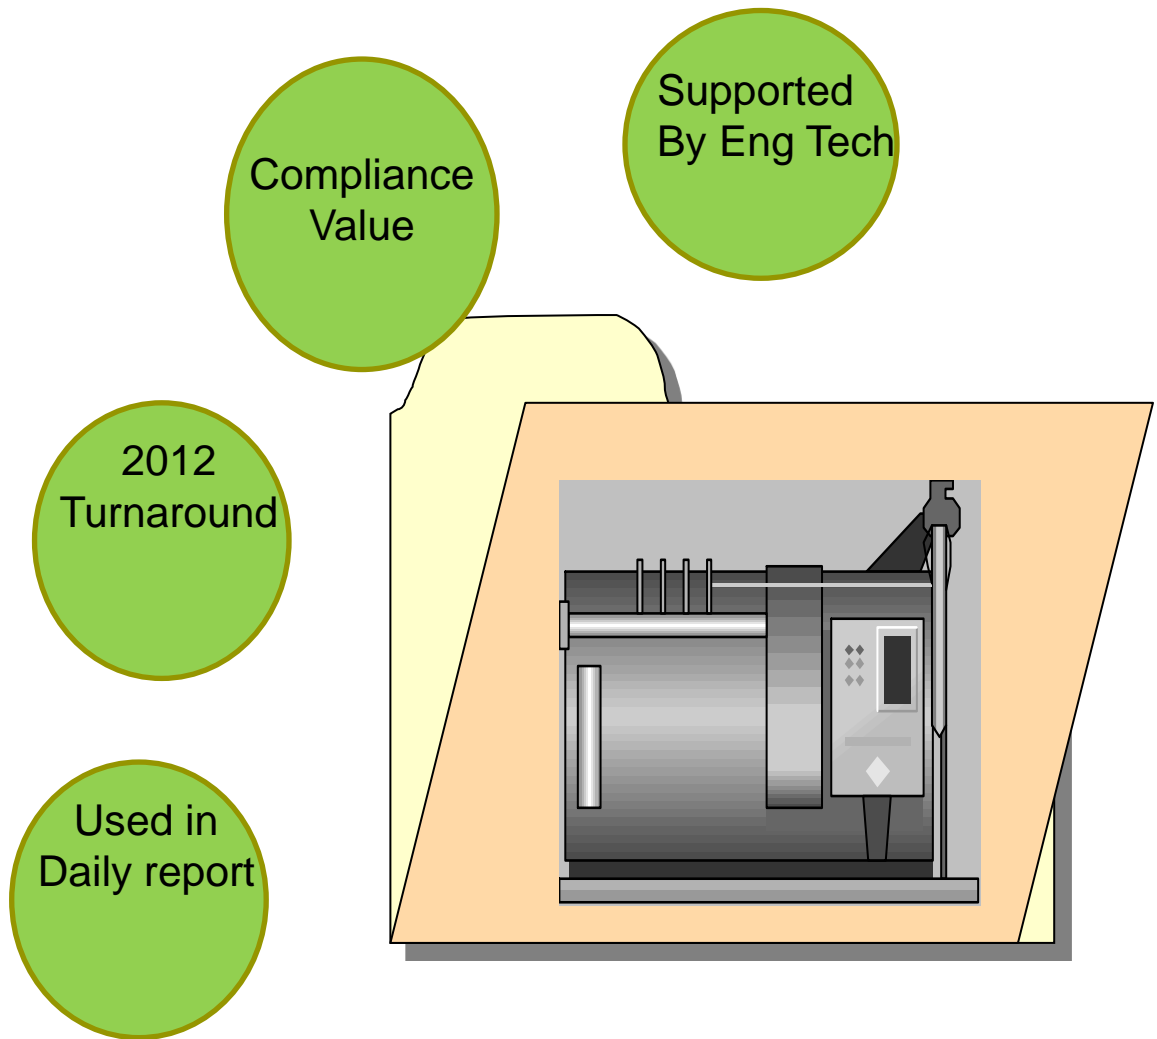 Supported
By Eng Tech
Compliance
Value
2012
Turnaround
Used in
Daily report